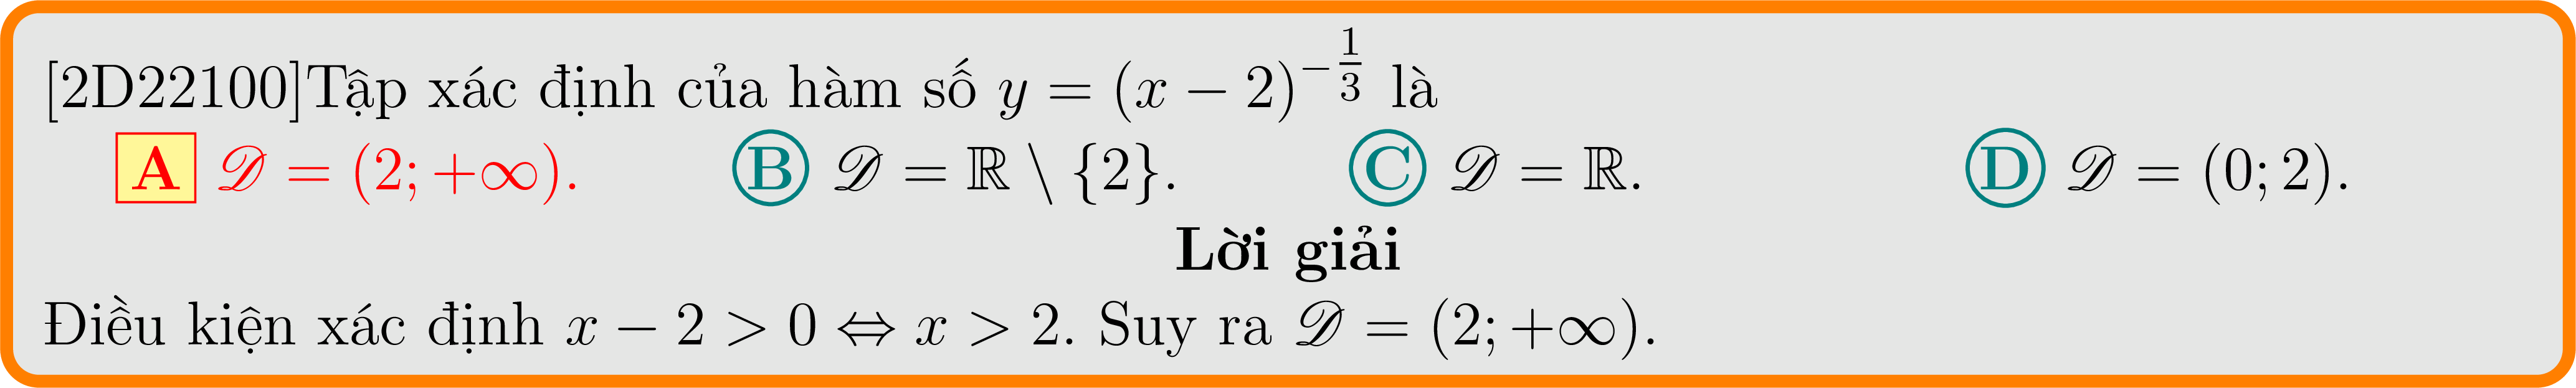 [2D22100]Tập xác định của hàm số $y = (x - 2)^{-\frac{1}{3}}$ là
A $\mathscr{D} = (2; +\infty)$. B $\mathscr{D} = \mathbb{R} \setminus \{2\}$. C $\mathscr{D} = \mathbb{R}$. D $\mathscr{D} = (0; 2)$.
Lời giải
Điều kiện xác định $x - 2 > 0 \Leftrightarrow x > 2$. Suy ra $\mathscr{D} = (2; +\infty)$.